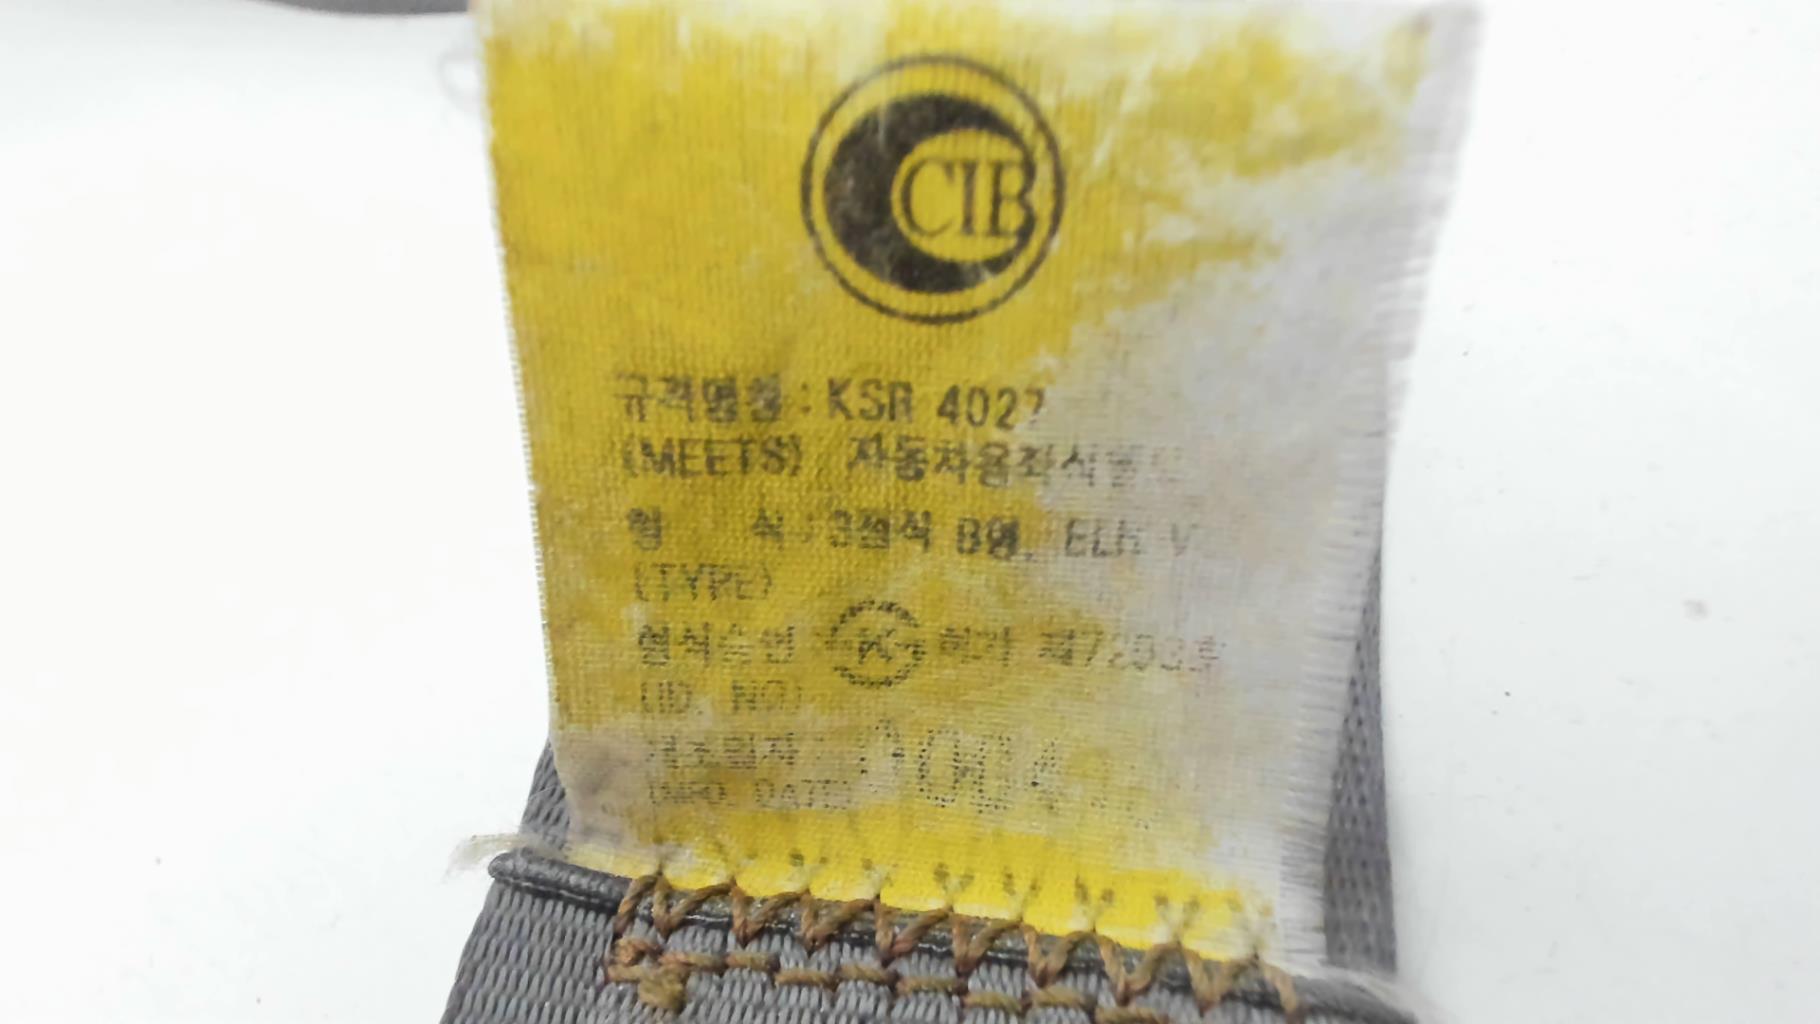 CIB
규격명칭 : KSR 4027
(MEETS) 자동차용좌석벨트
형 식 : 3점식 B형, ELR V
(TYPE)
형식승인 허가 제7203호
(ID. NO)
제조일자 : 2004
(MFG. DATE)